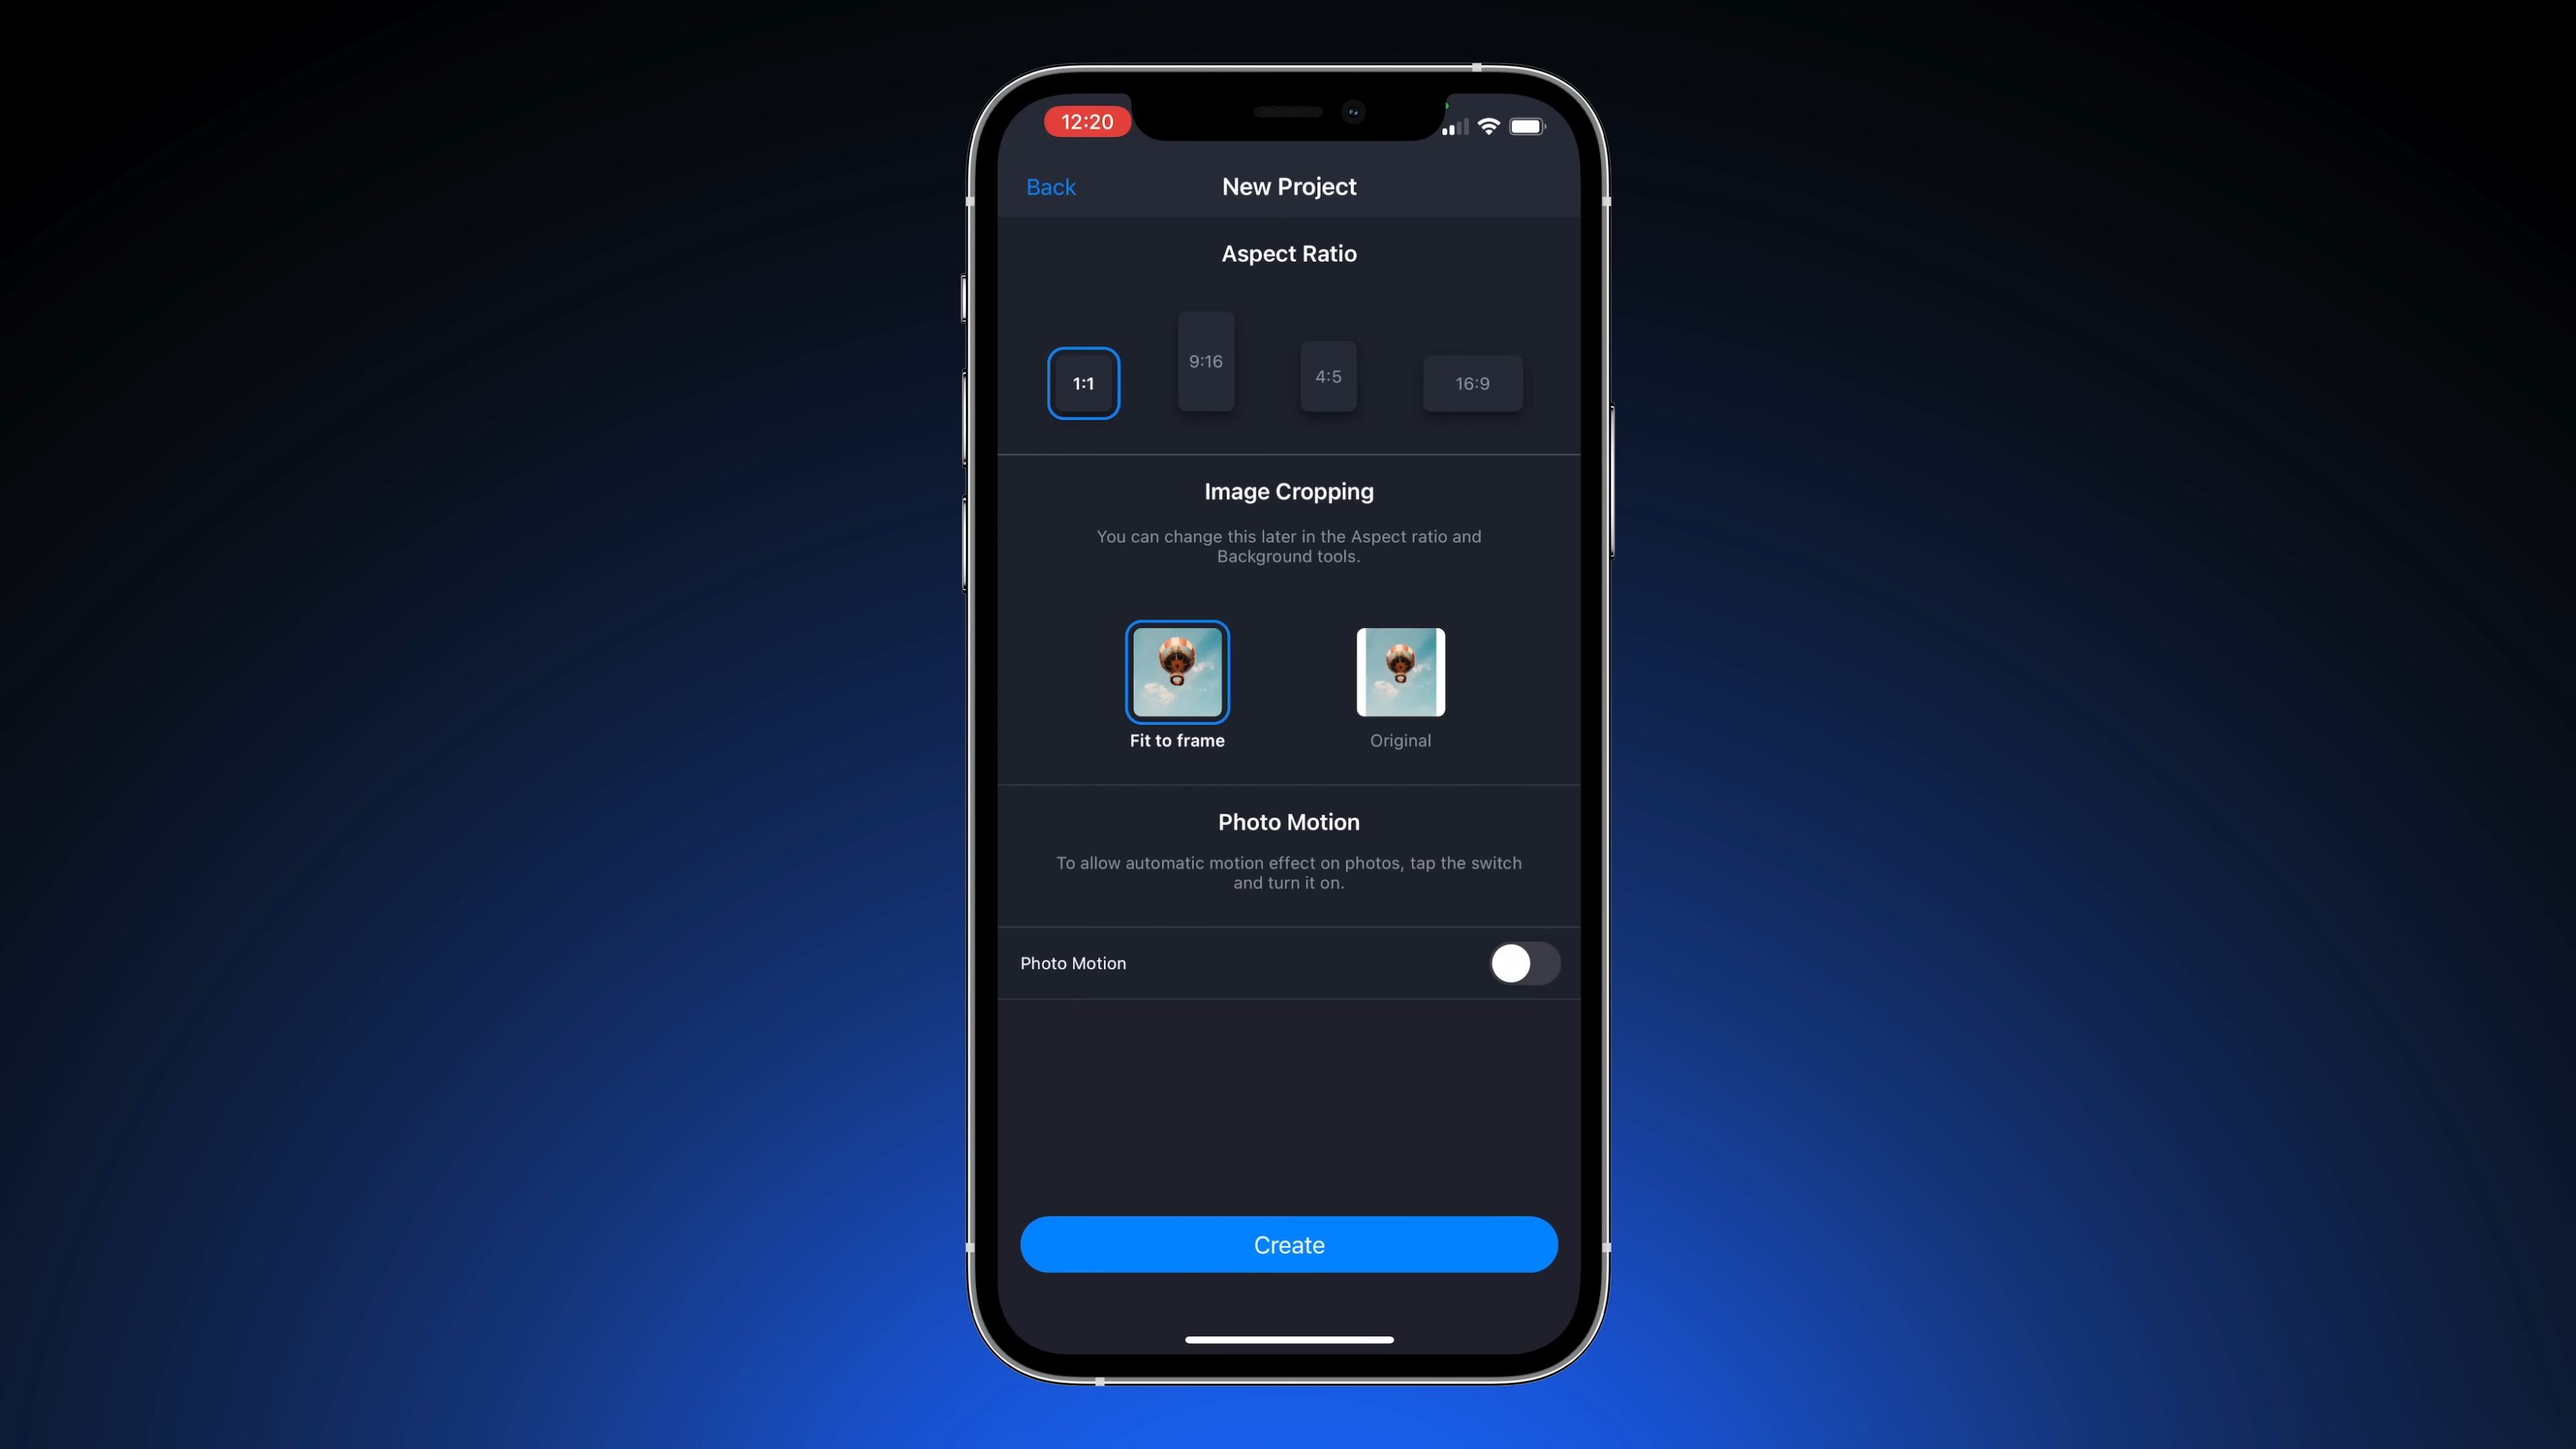 12:20
Back
New Project
Aspect Ratio
1:1
9:16
4:5
16:9
Image Cropping
You can change this later in the Aspect ratio and
Background tools.
Fit to frame
Original
Photo Motion
To allow automatic motion effect on photos, tap the switch
and turn it on.
Photo Motion
Create